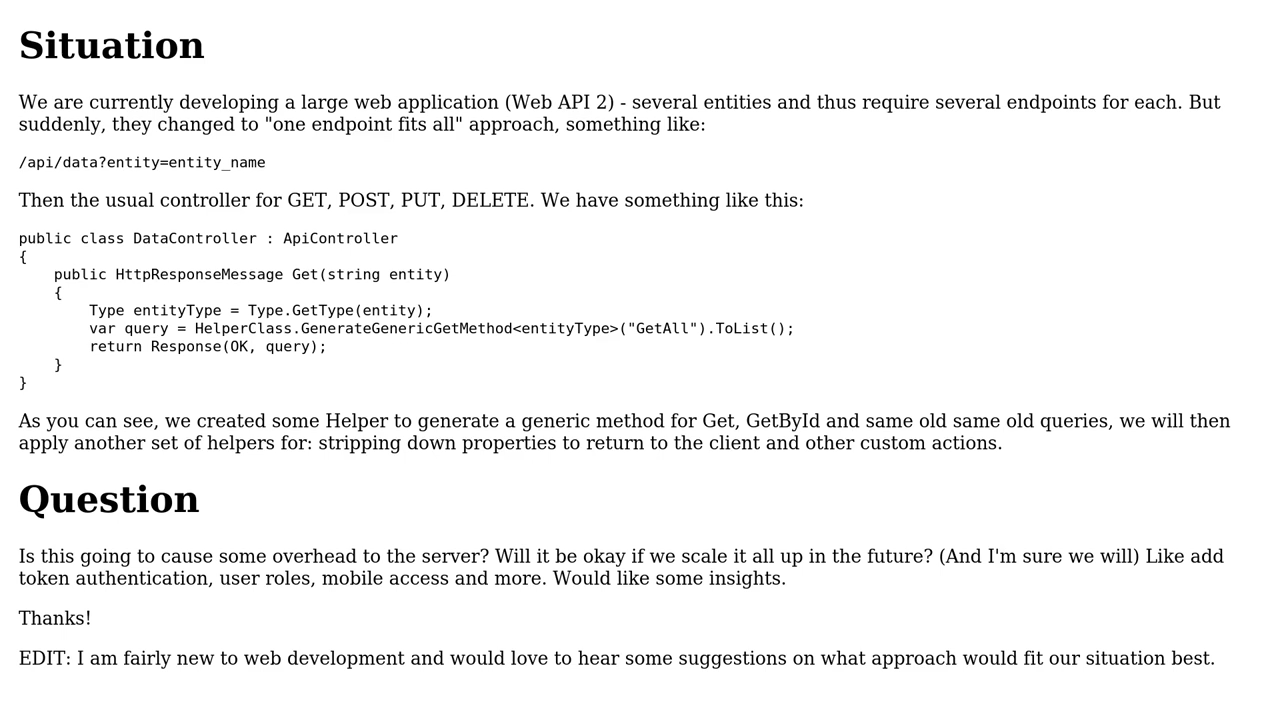 Situation
We are currently developing a large web application (Web API 2) - several entities and thus require several endpoints for each. But
suddenly, they changed to "one endpoint fits all" approach, something like:
/api/data?entity=entity_name
Then the usual controller for GET, POST, PUT, DELETE. We have something like this:
public class DataController : ApiController
{
    public HttpResponseMessage Get(string entity)
    {
        Type entityType = Type.GetType(entity);
        var query = HelperClass.GenerateGenericGetMethod<entityType>("GetAll").ToList();
        return Response(OK, query);
    }
}
As you can see, we created some Helper to generate a generic method for Get, GetById and same old same old queries, we will then
apply another set of helpers for: stripping down properties to return to the client and other custom actions.
Question
Is this going to cause some overhead to the server? Will it be okay if we scale it all up in the future? (And I'm sure we will) Like add
token authentication, user roles, mobile access and more. Would like some insights.
Thanks!
EDIT: I am fairly new to web development and would love to hear some suggestions on what approach would fit our situation best.